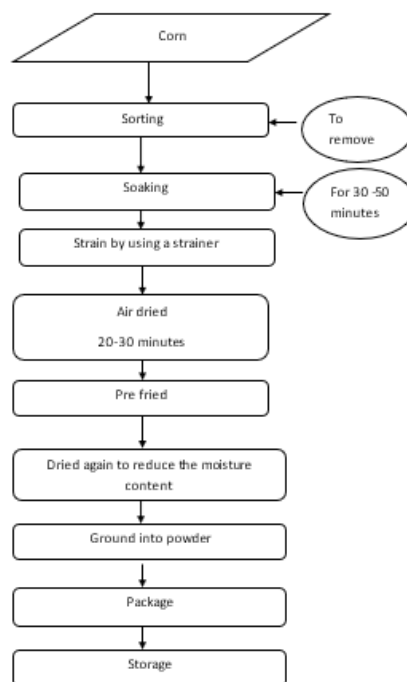 Corn
Sorting
To
remove
Soaking
For 30 -50
minutes
Strain by using a strainer
Air dried
20-30 minutes
Pre fried
Dried again to reduce the moisture
content
Ground into powder
Package
Storage